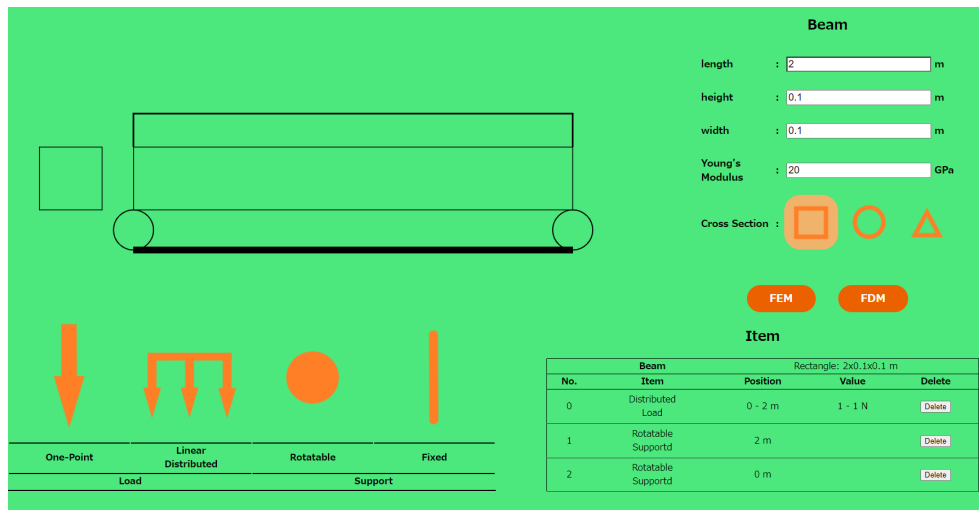 Beam
length : 2 m
height : 0.1 m
width : 0.1 m
Young's
Modulus : 20 GPa
Cross Section :
FEM FDM
Item
Beam Rectangle: 2x0.1x0.1 m
No. Item Position Value Delete
0 Distributed
Load 0 - 2 m 1 - 1 N Delete
1 Rotatable
Supportd 2 m Delete
2 Rotatable
Supportd 0 m Delete
One-Point Linear
Distributed Rotatable Fixed
Load Support